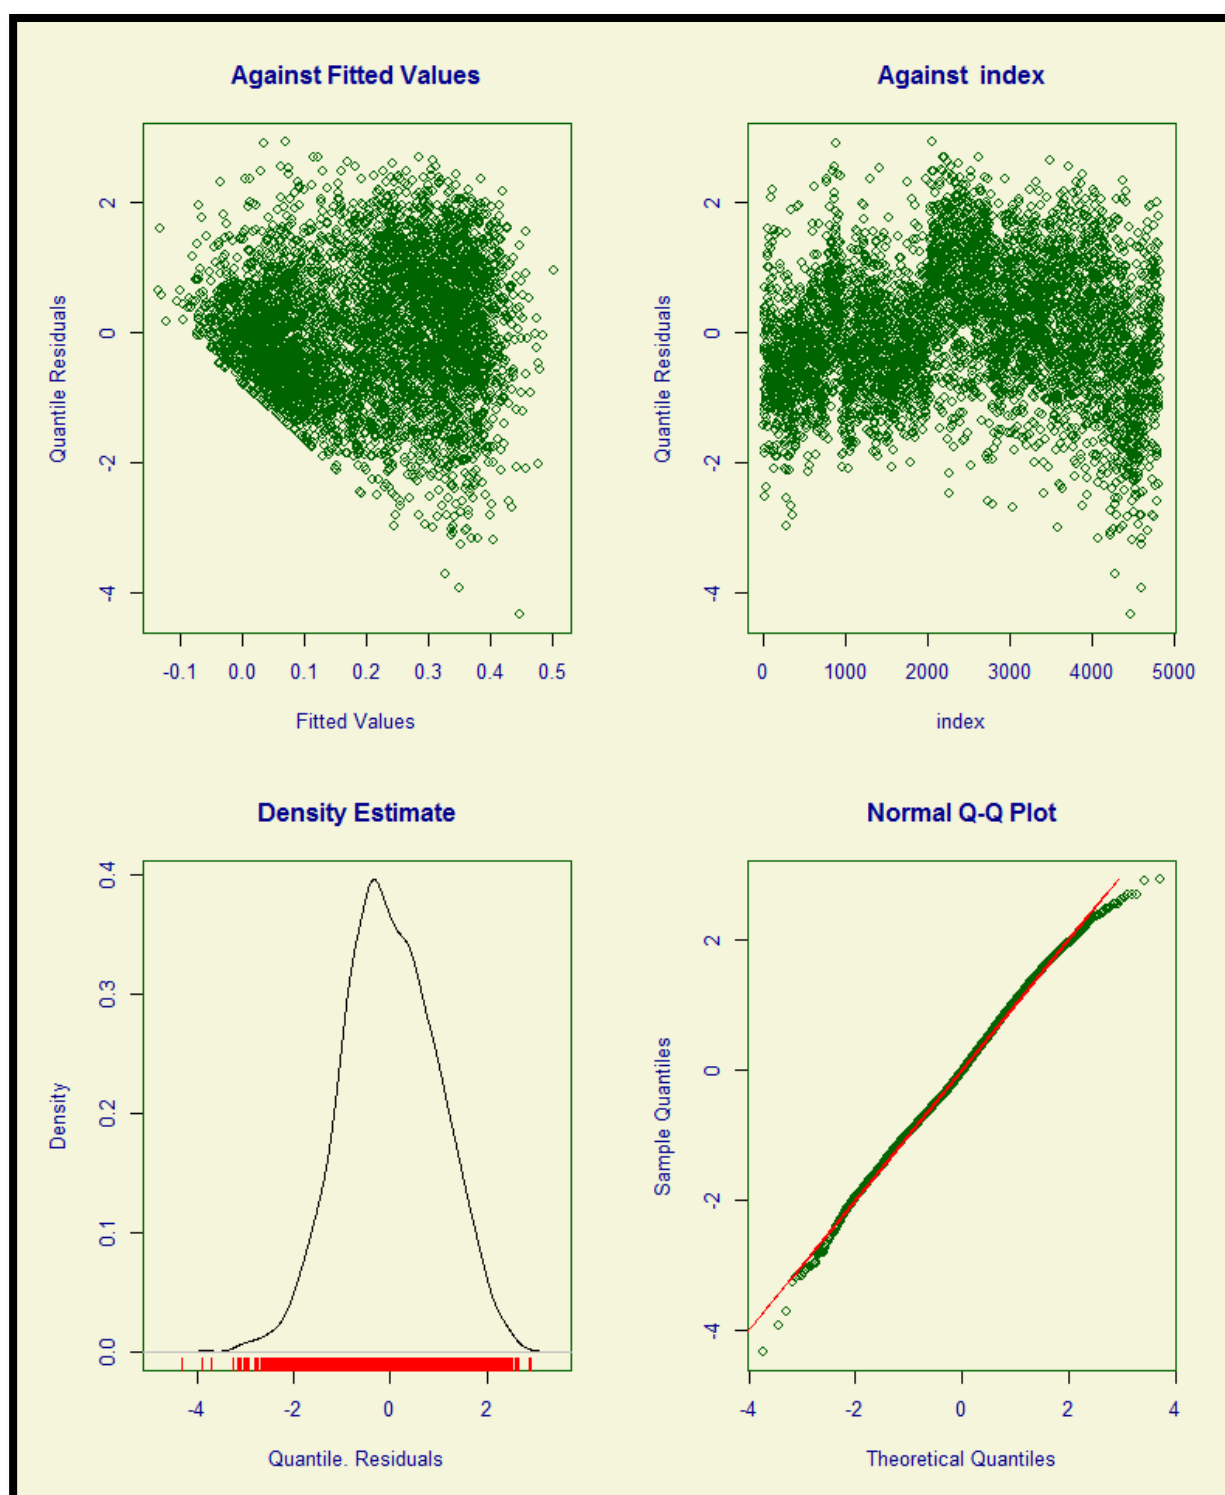 Against Fitted Values
Quantile Residuals
2
0
-2
-4
-0.1 0.0 0.1 0.2 0.3 0.4 0.5
Fitted Values
Against index
Quantile Residuals
2
0
-2
-4
0 1000 2000 3000 4000 5000
index
Density Estimate
Density
0.4
0.3
0.2
0.1
0.0
-4 -2 0 2
Quantile. Residuals
Normal Q-Q Plot
Sample Quantiles
2
0
-2
-4
-4 -2 0 2 4
Theoretical Quantiles